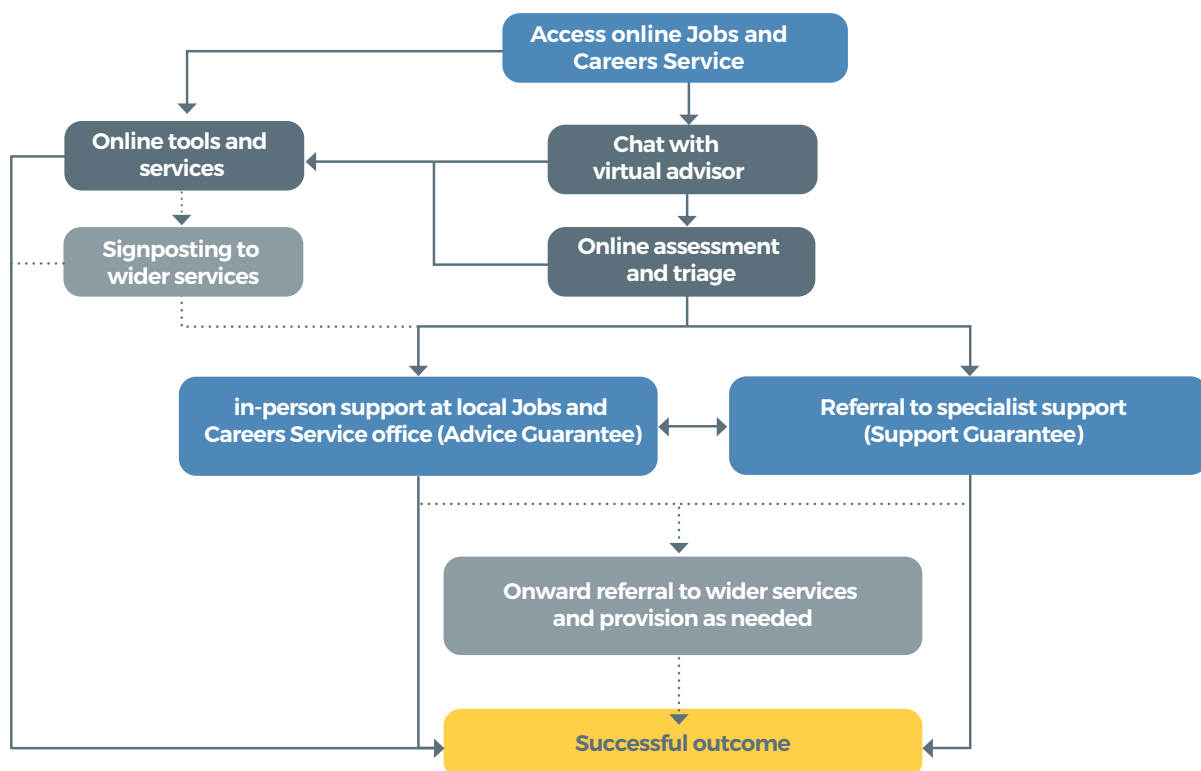 Access online Jobs and
Careers Service
Online tools and
services
Chat with
virtual advisor
Signposting to
wider services
Online assessment
and triage
in-person support at local Jobs and
Careers Service office (Advice Guarantee)
Referral to specialist support
(Support Guarantee)
Onward referral to wider services
and provision as needed
Successful outcome